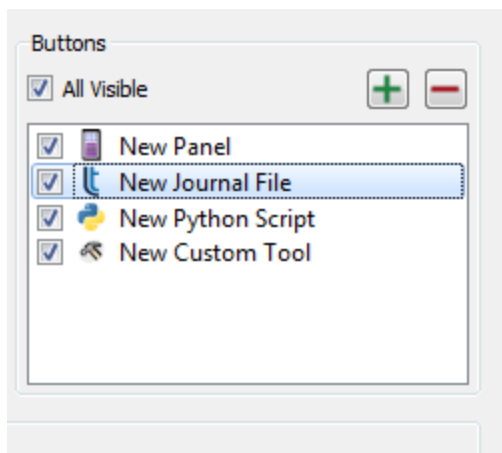 Buttons
All Visible
New Panel
New Journal File
New Python Script
New Custom Tool